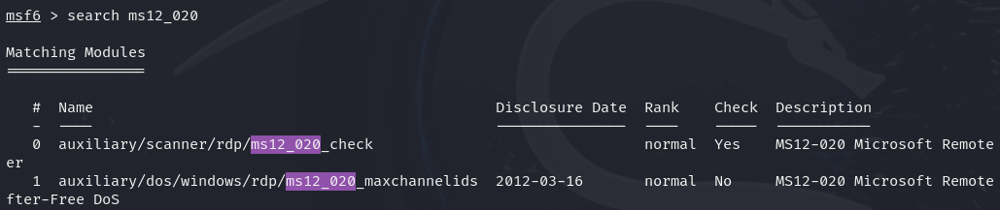 msf6 > search ms12_020
Matching Modules
================
# Name Disclosure Date Rank Check Description
- ---- --------------- ---- ----- -----------
0 auxiliary/scanner/rdp/ms12_020_check normal Yes MS12-020 Microsoft Remote
er
1 auxiliary/dos/windows/rdp/ms12_020_maxchannelids 2012-03-16 normal No MS12-020 Microsoft Remote
fter-Free DoS